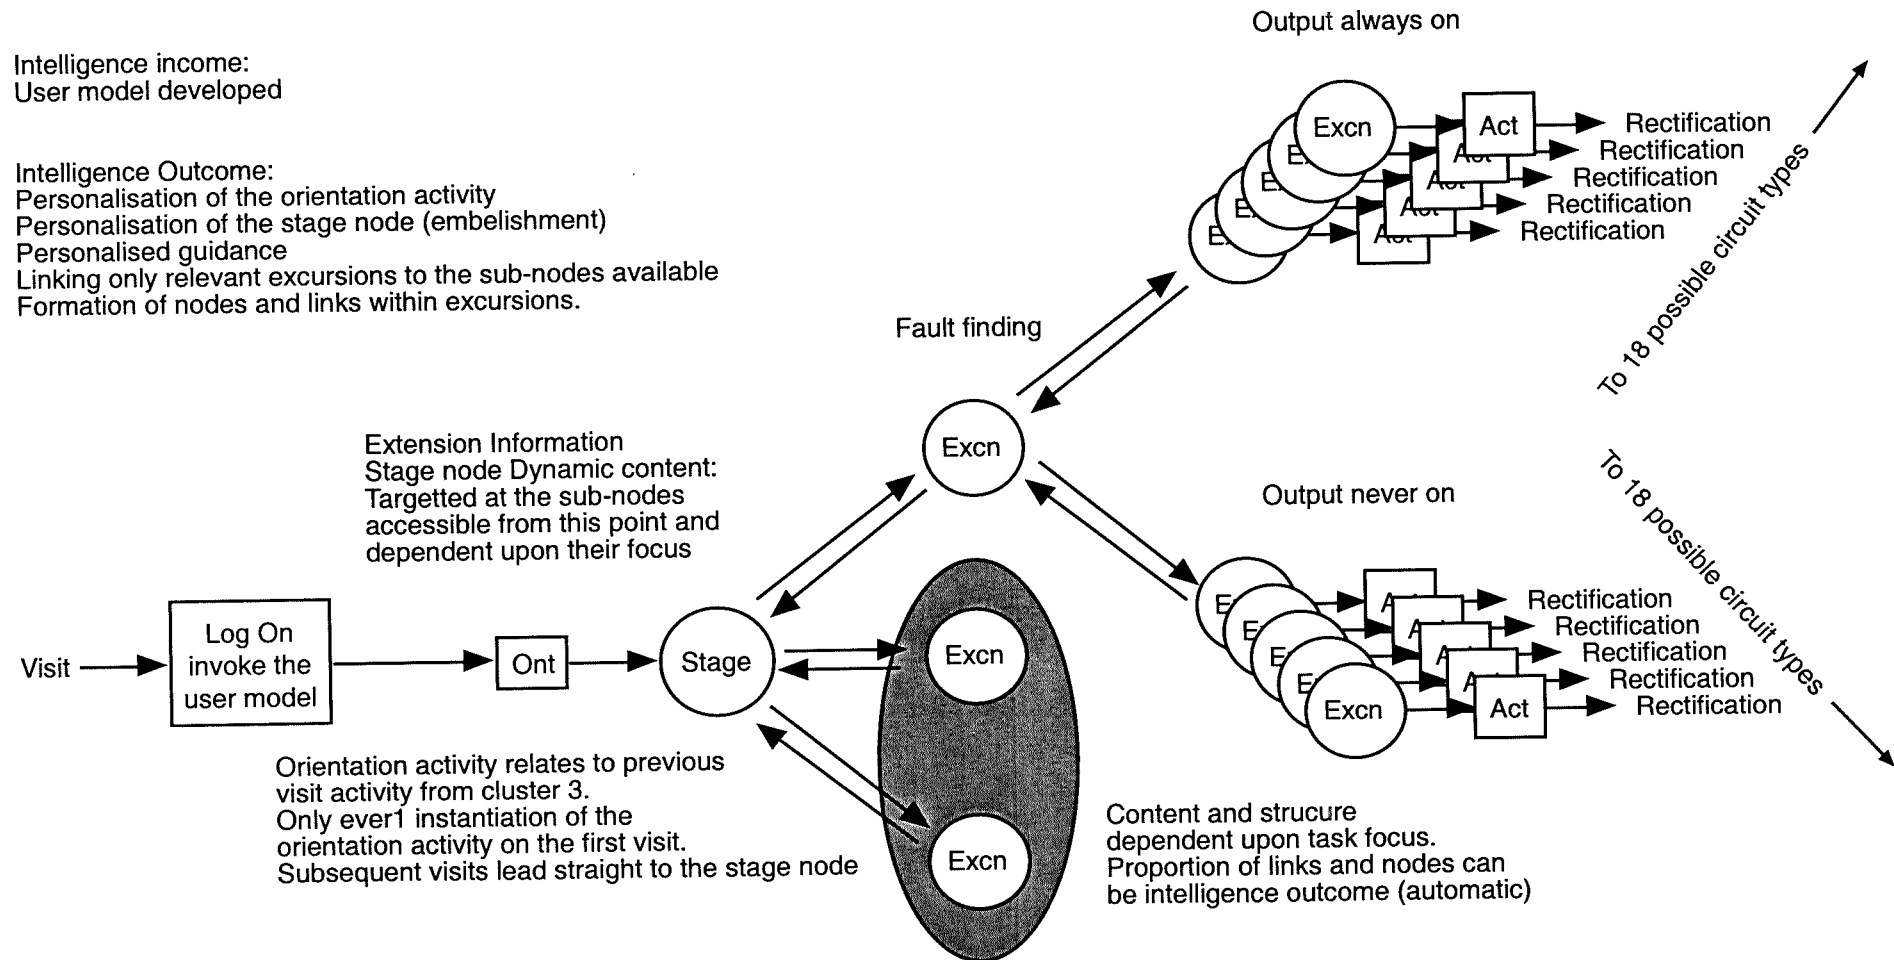 Intelligence income:
User model developed
Intelligence Outcome:
Personalisation of the orientation activity
Personalisation of the stage node (embelishment)
Personalised guidance
Linking only relevant excursions to the sub-nodes available
Formation of nodes and links within excursions.
Output always on
Excn
Act
Rectification
E
Act
Rectification
E
Act
Rectification
E
Act
Rectification
E
Act
Rectification
To 18 possible circuit types
Fault finding
Excn
Extension Information
Stage node Dynamic content:
Targetted at the sub-nodes
accessible from this point and
dependent upon their focus
Output never on
To 18 possible circuit types
Visit
Log On
invoke the
user model
Ont
Stage
Excn
Excn
E
A
Rectification
E
A
Rectification
E
A
Rectification
E
A
Rectification
Excn
Act
Rectification
Orientation activity relates to previous
visit activity from cluster 3.
Only ever1 instantiation of the
orientation activity on the first visit.
Subsequent visits lead straight to the stage node
Content and strucure
dependent upon task focus.
Proportion of links and nodes can
be intelligence outcome (automatic)